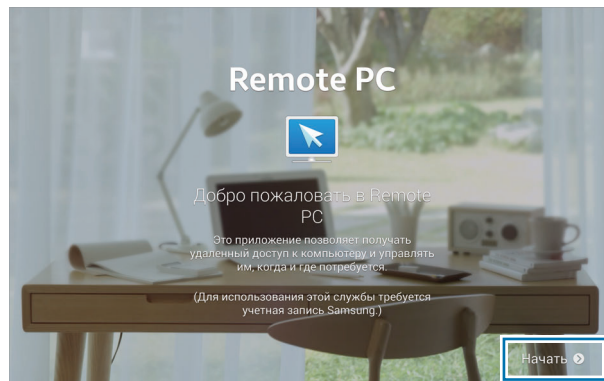 Remote PC
Добро пожаловать в Remote
PC
Это приложение позволяет получать
удаленный доступ к компьютеру и управлять
им, когда и где потребуется.
(Для использования этой службы требуется
учетная запись Samsung.)
Начать